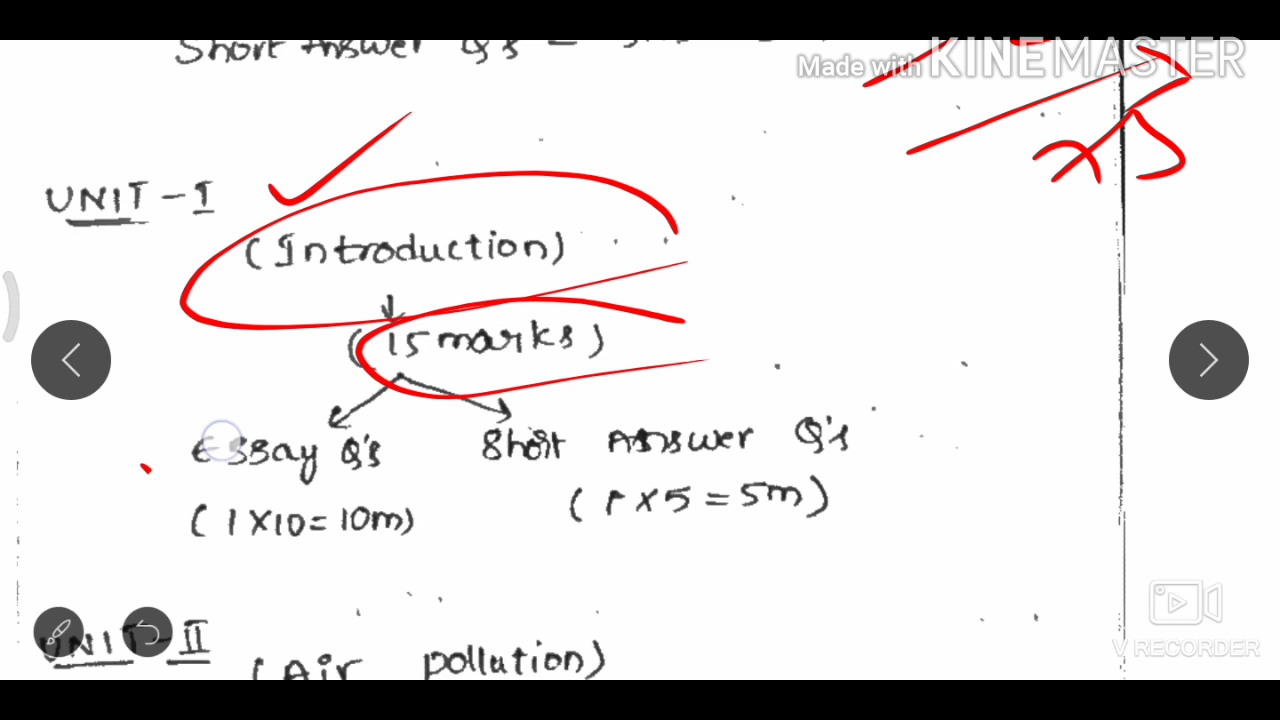 Short Answer Q's =
Made with KINEMASTER
UNIT - I
(Introduction)
(15 marks)
Essay Q's Short Answer Q's
(1 X 10 = 10m) (1 X 5 = 5m)
UNIT - II
(Air pollution)
V RECORDER